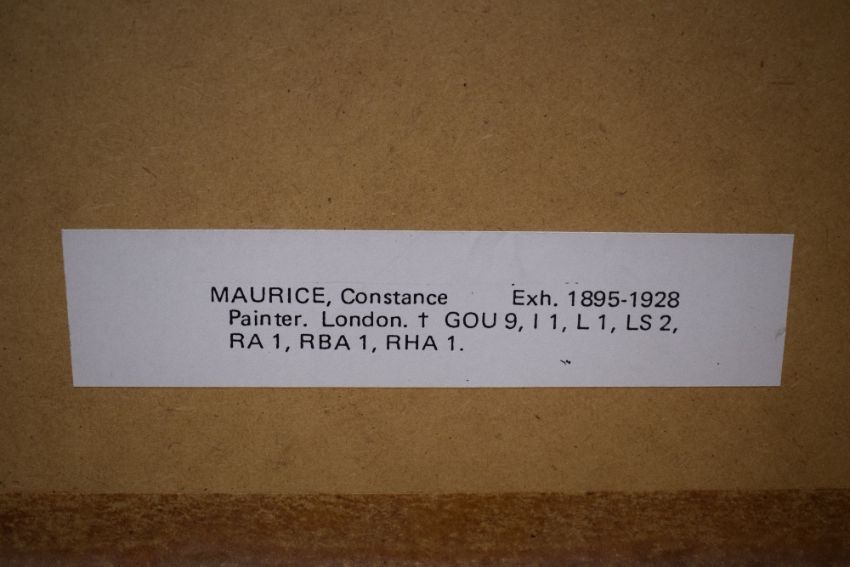 MAURICE, Constance Exh. 1895-1928
Painter. London. † GOU 9, I 1, L 1, LS 2,
RA 1, RBA 1, RHA 1.